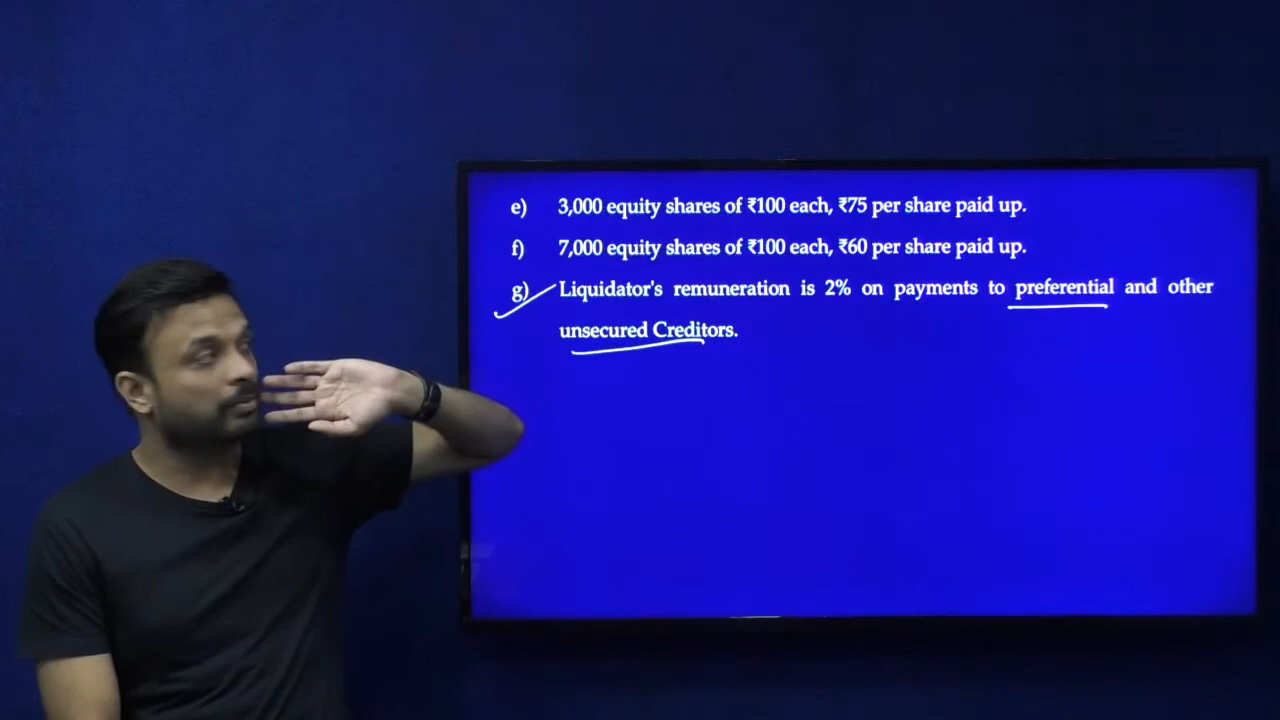 e) 3,000 equity shares of ₹100 each, ₹75 per share paid up.
f) 7,000 equity shares of ₹100 each, ₹60 per share paid up.
g) Liquidator's remuneration is 2% on payments to preferential and other
unsecured Creditors.